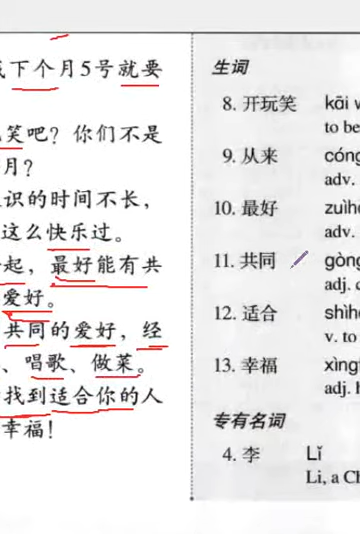 下个月5号就要
笑吧？你们不是
月？
识的时间不长，
这么快乐过。
起，最好能有共
爱好。
共同的爱好，经
、唱歌、做菜。
找到适合你的人
幸福！
生词
8. 开玩笑 kāi
to be
9. 从来 cóng
adv.
10. 最好 zuìh
adv.
11. 共同 gòng
adj.
12. 适合 shìh
v. to
13. 幸福 xìng
adj.
专有名词
4. 李 Lǐ
Li, a Ch